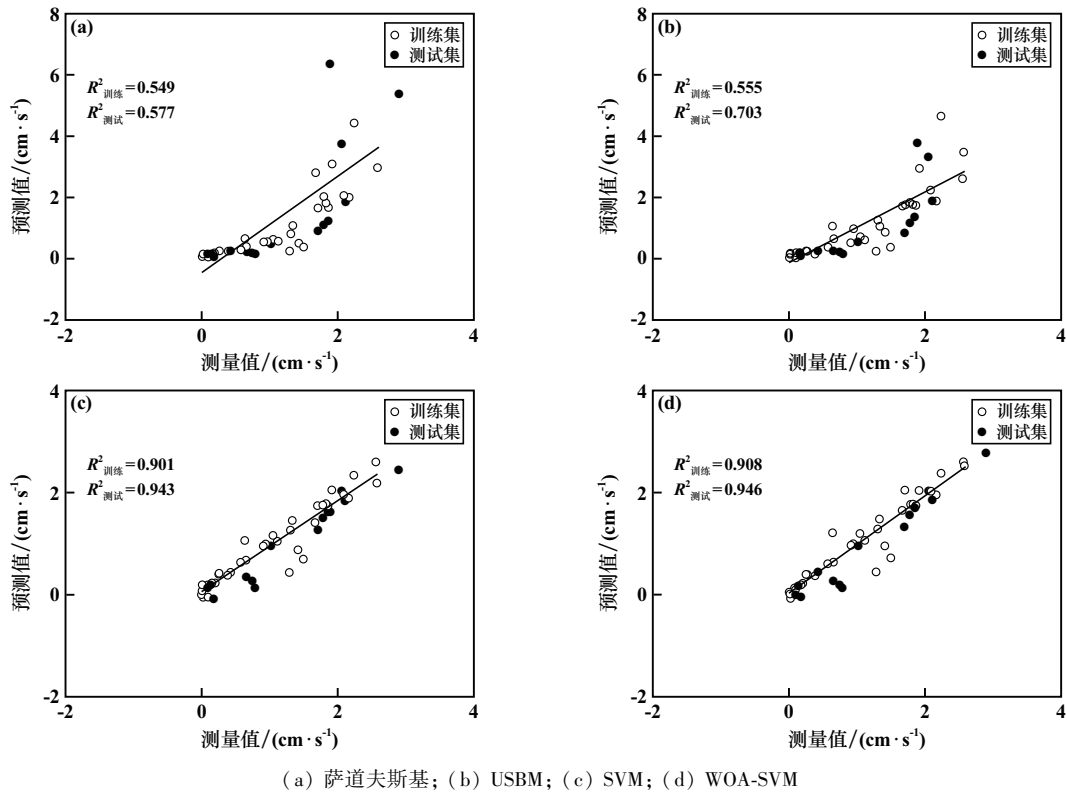 (a)
训练集
测试集
R²训练=0.549
R²测试=0.577
预测值/(cm·s⁻¹)
8
6
4
2
0
-2
-2 0 2 4
测量值/(cm·s⁻¹)
(b)
训练集
测试集
R²训练=0.555
R²测试=0.703
预测值/(cm·s⁻¹)
8
6
4
2
0
-2
-2 0 2 4
测量值/(cm·s⁻¹)
(c)
训练集
测试集
R²训练=0.901
R²测试=0.943
预测值/(cm·s⁻¹)
4
2
0
-2
-2 0 2 4
测量值/(cm·s⁻¹)
(d)
训练集
测试集
R²训练=0.908
R²测试=0.946
预测值/(cm·s⁻¹)
4
2
0
-2
-2 0 2 4
测量值/(cm·s⁻¹)
(a) 萨道夫斯基; (b) USBM; (c) SVM; (d) WOA-SVM